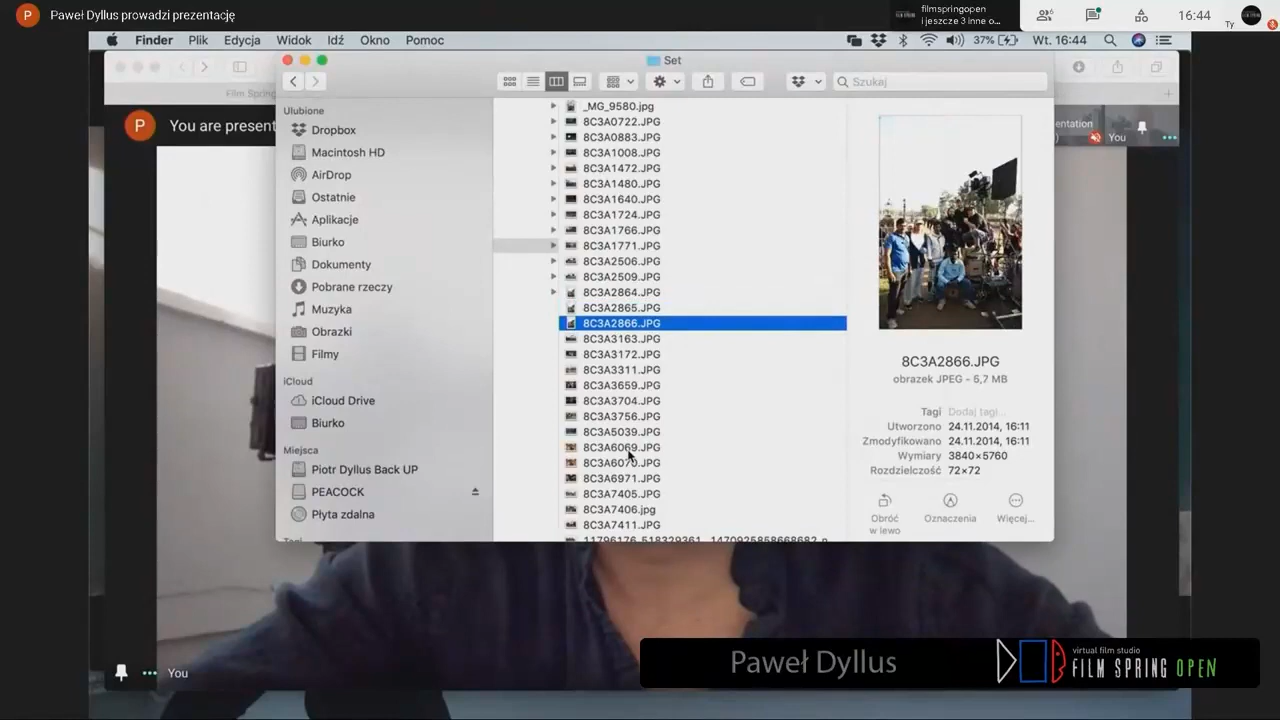 P Paweł Dyllus prowadzi prezentację
filmspringopen
i jeszcze 3 inne o...
6
16:44
Ty
Finder Plik Edycja Widok Idź Okno Pomoc
37% Wt. 16:44
Set
Szukaj
Film Spring
P You are present
entation
You
Ulubione
Dropbox
Macintosh HD
AirDrop
Ostatnie
Aplikacje
Biurko
Dokumenty
Pobrane rzeczy
Muzyka
Obrazki
Filmy
iCloud
iCloud Drive
Biurko
Miejsca
Piotr Dyllus Back UP
PEACOCK
Płyta zdalna
_MG_9580.jpg
8C3A0722.JPG
8C3A0883.JPG
8C3A1008.JPG
8C3A1472.JPG
8C3A1480.JPG
8C3A1640.JPG
8C3A1724.JPG
8C3A1766.JPG
8C3A1771.JPG
8C3A2506.JPG
8C3A2509.JPG
8C3A2864.JPG
8C3A2865.JPG
8C3A2866.JPG
8C3A3163.JPG
8C3A3172.JPG
8C3A3311.JPG
8C3A3659.JPG
8C3A3704.JPG
8C3A3756.JPG
8C3A5039.JPG
8C3A6069.JPG
8C3A6070.JPG
8C3A6971.JPG
8C3A7405.JPG
8C3A7406.jpg
8C3A7411.JPG
8C3A2866.JPG
obrazek JPEG - 5,7 MB
Tagi Dodaj tagi...
Utworzono 24.11.2014, 16:11
Zmodyfikowano 24.11.2014, 16:11
Wymiary 3840×5760
Rozdzielczość 72×72
Obróć
w lewo
Oznaczenia
Więcej...
You
Paweł Dyllus
virtual film studio
FILM SPRING OPEN